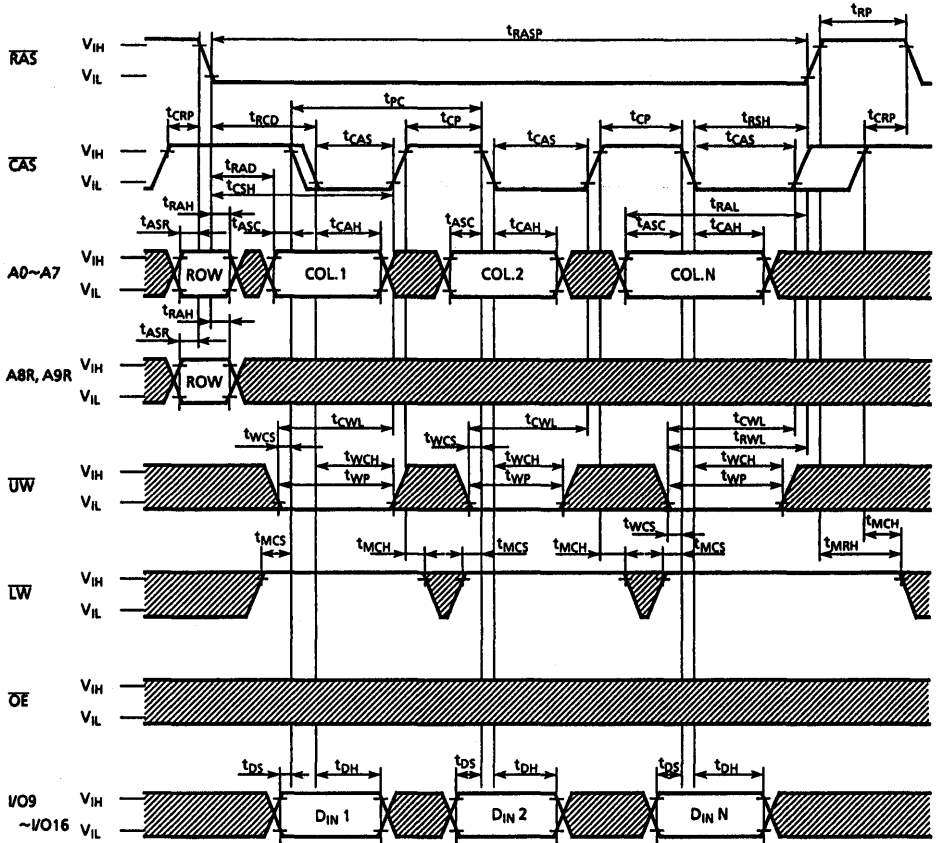 tRP
tRASP
RAS
VIH
VIL
tPC
tCRP
tRCD
tCP
tCP
tRSH
tCRP
tCAS
tCAS
tCAS
CAS
VIH
VIL
tRAD
tCSH
tRAH
tRAL
tASR
tASC
tCAH
tASC
tCAH
tASC
tCAH
A0~A7
VIH
VIL
ROW
COL.1
COL.2
COL.N
tRAH
tASR
A8R, A9R
VIH
VIL
ROW
tCWL
tCWL
tCWL
tWCS
tWCS
tRWL
tWCH
tWCH
tWCH
UW
VIH
VIL
tWP
tWP
tWP
tWCS
tMCH
tMCS
tMCH
tMCS
tMCH
tMCS
tMRH
LW
VIH
VIL
OE
VIH
VIL
tDS
tDH
tDS
tDH
tDS
tDH
I/O9
~I/O16
VIH
VIL
DIN 1
DIN 2
DIN N